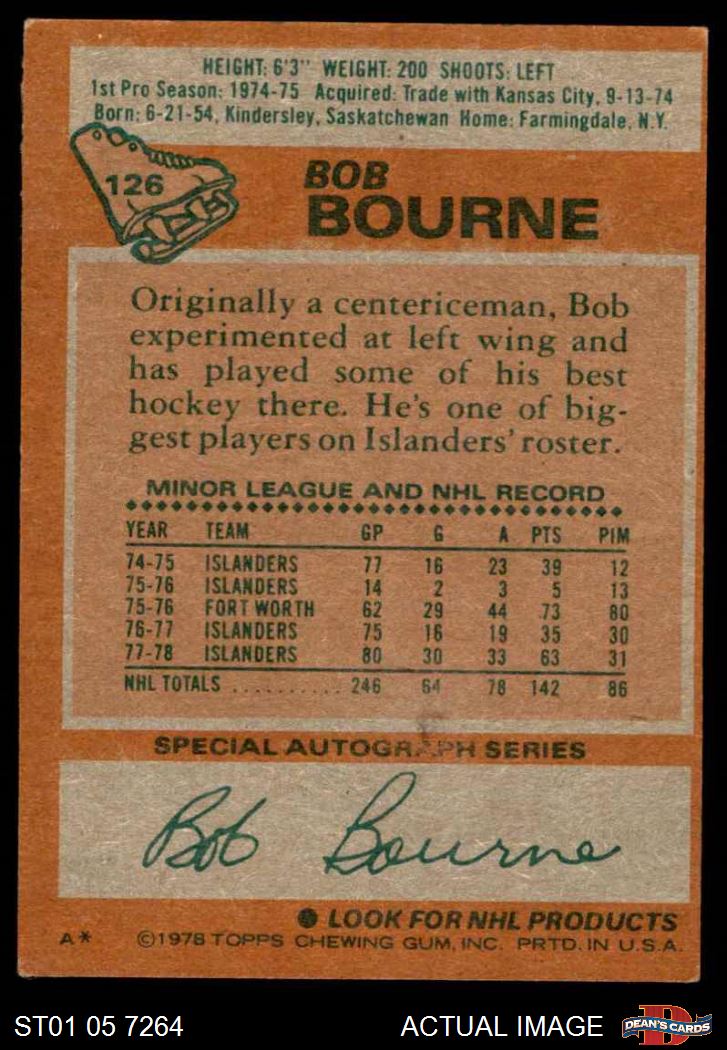 HEIGHT: 6'3" WEIGHT: 200 SHOOTS: LEFT
1st Pro Season: 1974-75 Acquired: Trade with Kansas City, 9-13-74
Born: 6-21-54, Kindersley, Saskatchewan Home: Farmingdale, N.Y.
126
BOB
BOURNE
Originally a centericeman, Bob
experimented at left wing and
has played some of his best
hockey there. He's one of big-
gest players on Islanders' roster.
MINOR LEAGUE AND NHL RECORD
YEAR TEAM GP G A PTS PIM
74-75 ISLANDERS 77 16 23 39 12
75-76 ISLANDERS 14 2 3 5 13
75-76 FORT WORTH 62 29 44 73 80
76-77 ISLANDERS 75 16 19 35 30
77-78 ISLANDERS 80 30 33 63 31
NHL TOTALS .......... 246 64 78 142 86
SPECIAL AUTOGRAPH SERIES
Bob Bourne
● LOOK FOR NHL PRODUCTS
A* ©1978 TOPPS CHEWING GUM, INC. PRTD. IN U.S.A.
ST01 05 7264 ACTUAL IMAGE
D
DEAN'S CARDS